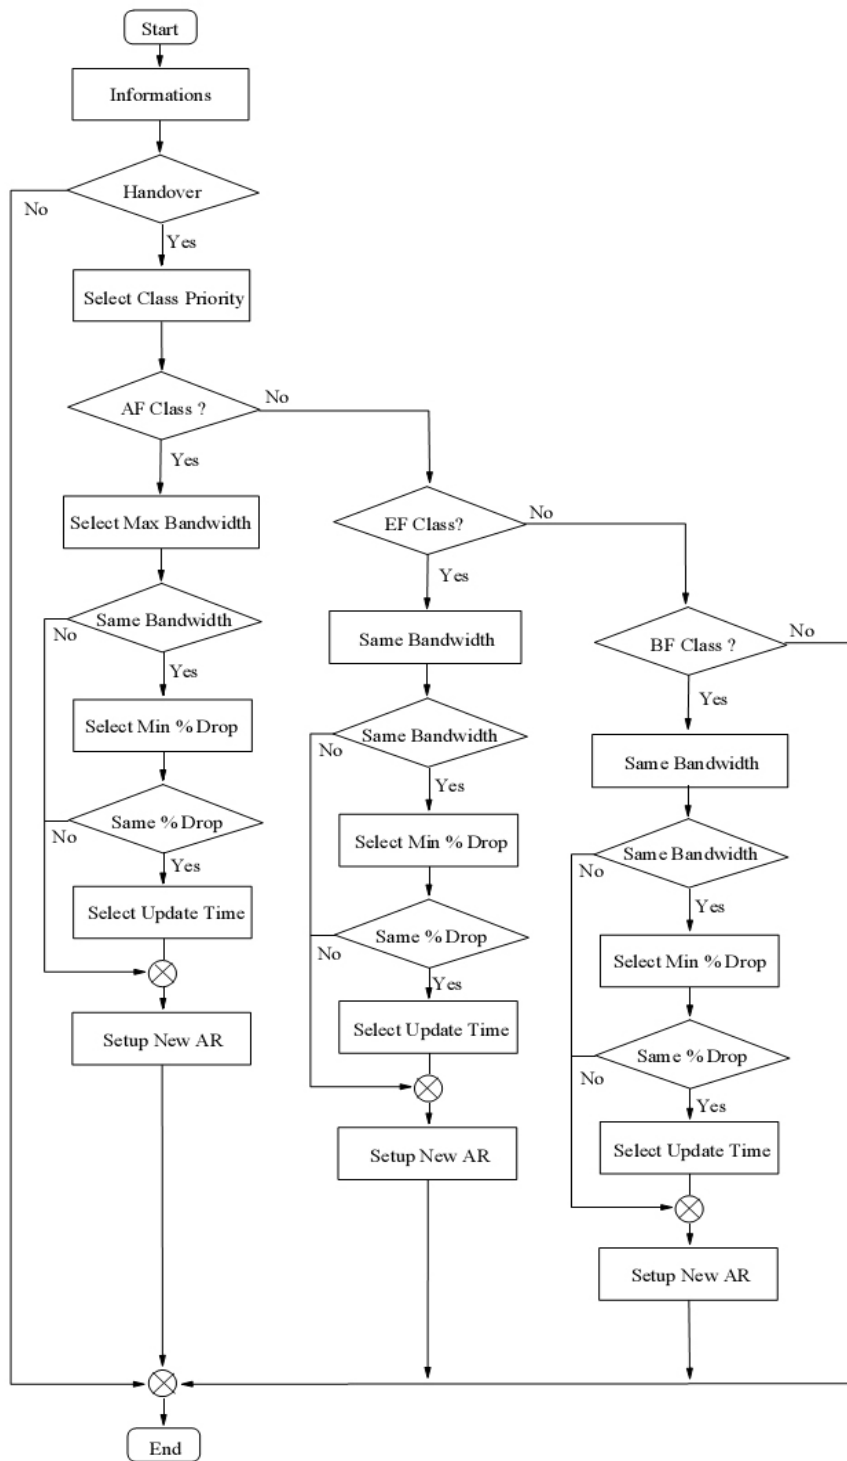 Start
Informations
Handover
No
Yes
Select Class Priority
AF Class ?
No
Yes
Select Max Bandwidth
EF Class?
No
Yes
Same Bandwidth
No
Yes
Same Bandwidth
BF Class ?
No
Yes
Select Min % Drop
Same Bandwidth
No
Yes
Same Bandwidth
Same % Drop
No
Yes
Select Min % Drop
Same Bandwidth
No
Yes
Select Update Time
Same % Drop
No
Yes
Select Min % Drop
Setup New AR
Select Update Time
Same % Drop
No
Yes
Setup New AR
Select Update Time
Setup New AR
End